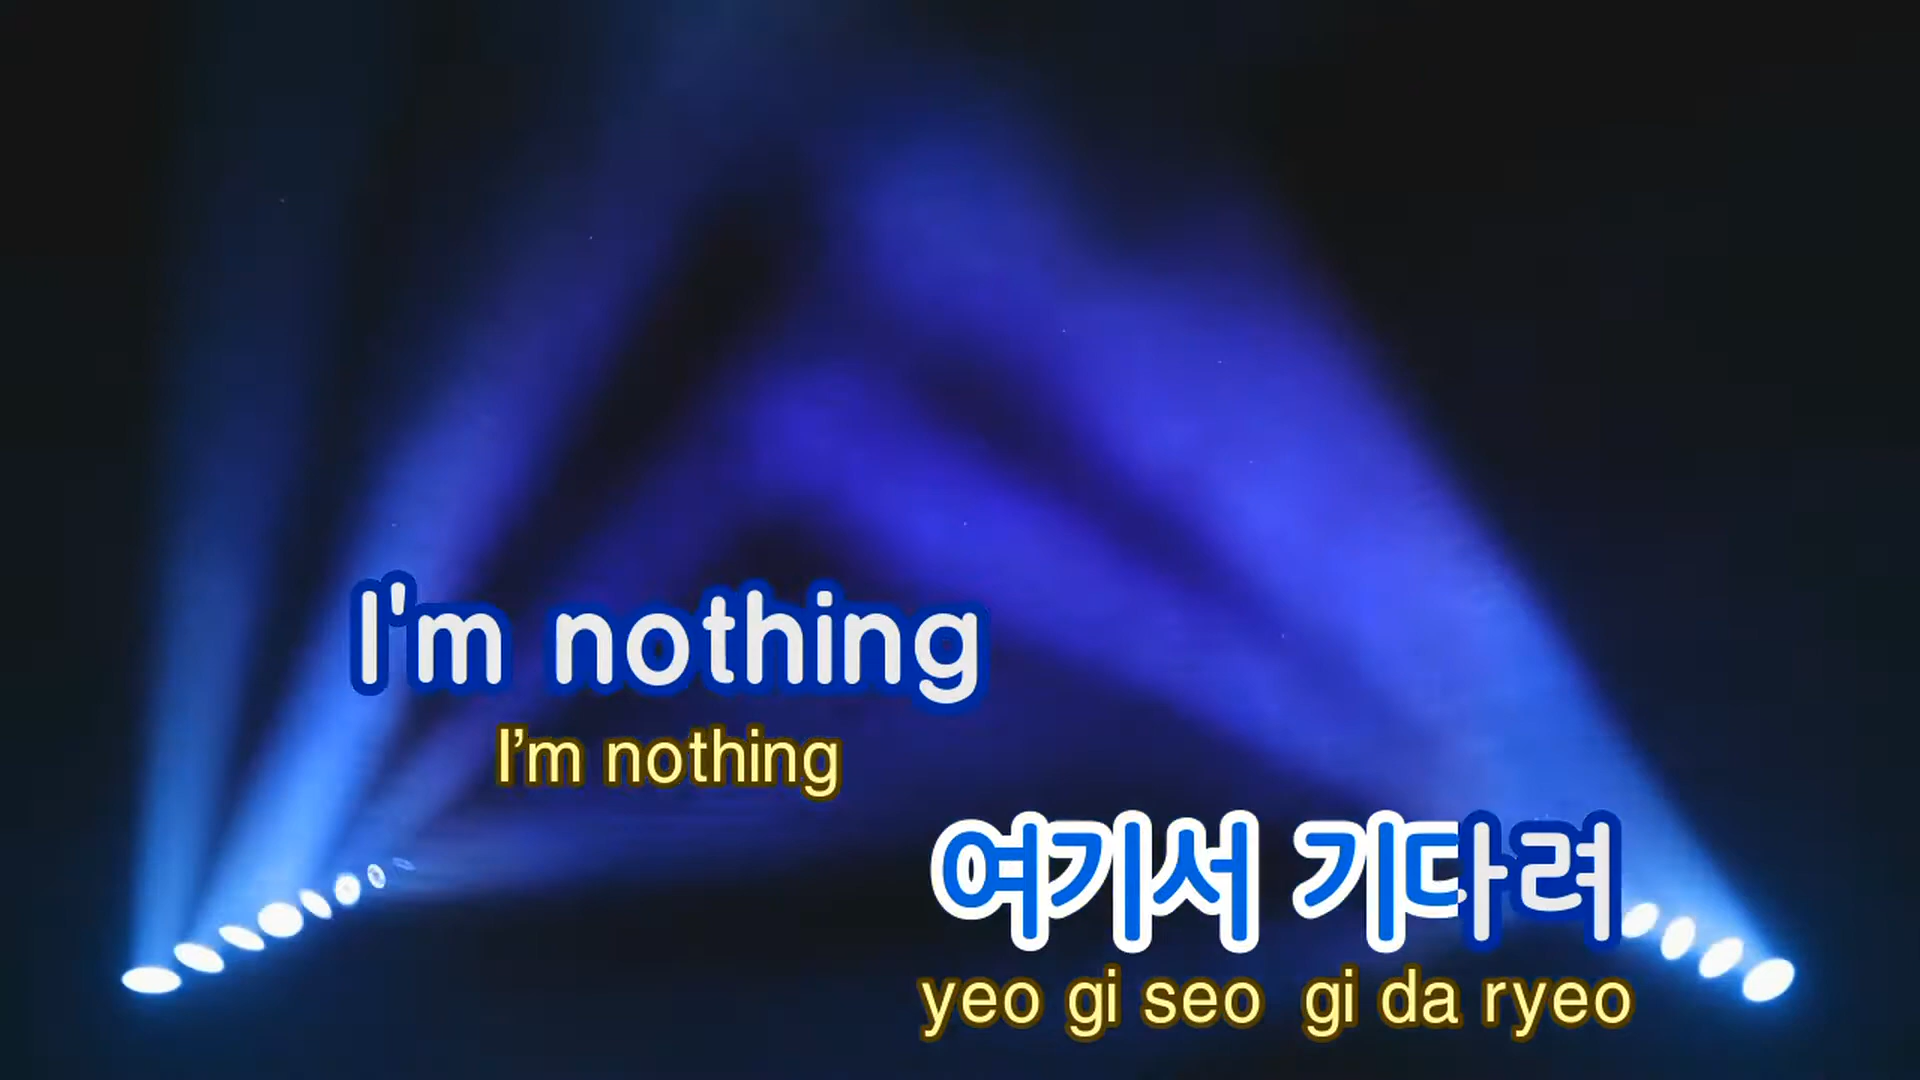 I'm nothing
I’m nothing
여기서 기다려
yeo gi seo gi da ryeo